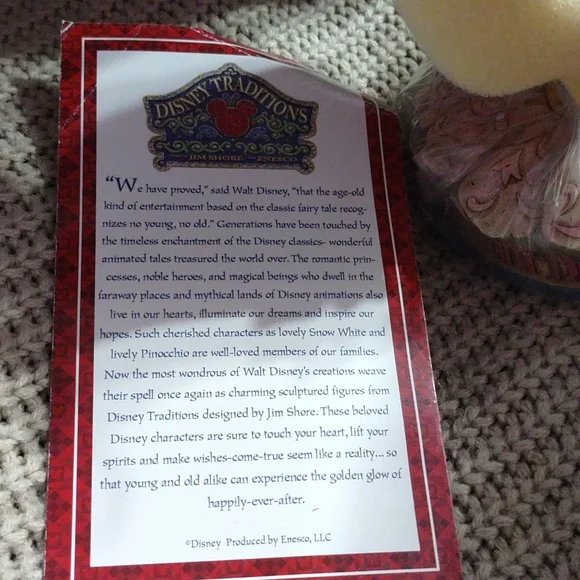 DISNEY TRADITIONS
JIM SHORE ENESCO
“We have proved,” said Walt Disney, “that the age-old
kind of entertainment based on the classic fairy tale recog-
nizes no young, no old.” Generations have been touched by
the timeless enchantment of the Disney classics- wonderful
animated tales treasured the world over. The romantic prin-
cesses, noble heroes, and magical beings who dwell in the
faraway places and mythical lands of Disney animations also
live in our hearts, illuminate our dreams and inspire our
hopes. Such cherished characters as lovely Snow White and
lively Pinocchio are well-loved members of our families.
Now the most wondrous of Walt Disney’s creations weave
their spell once again as charming sculptured figures from
Disney Traditions designed by Jim Shore. These beloved
Disney characters are sure to touch your heart, lift your
spirits and make wishes-come-true seem like a reality... so
that young and old alike can experience the golden glow of
happily-ever-after.
©Disney Produced by Enesco, LLC